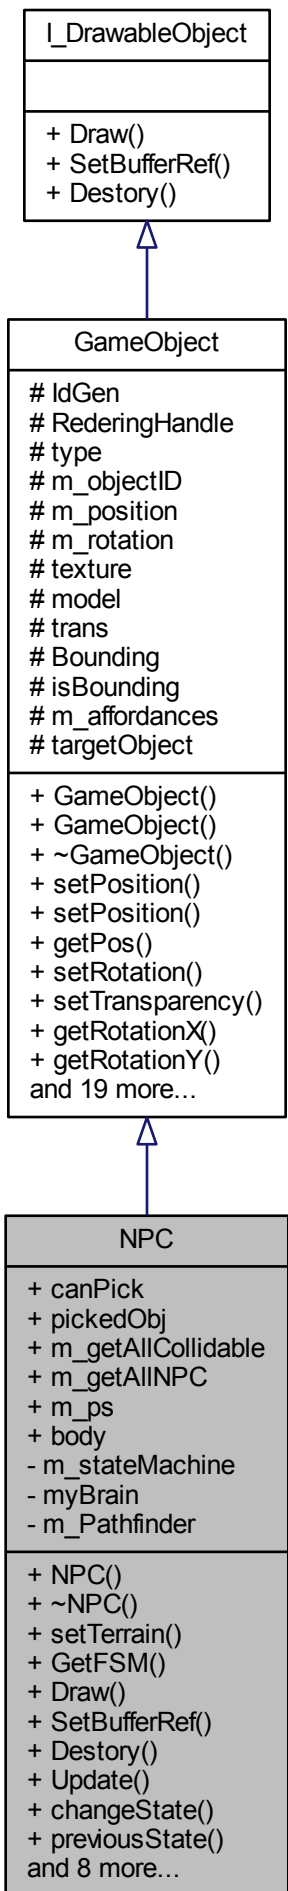 I_DrawableObject
+ Draw()
+ SetBufferRef()
+ Destory()
GameObject
# IdGen
# RederingHandle
# type
# m_objectID
# m_position
# m_rotation
# texture
# model
# trans
# Bounding
# isBounding
# m_affordances
# targetObject
+ GameObject()
+ GameObject()
+ ~GameObject()
+ setPosition()
+ setPosition()
+ getPos()
+ setRotation()
+ setTransparency()
+ getRotationX()
+ getRotationY()
and 19 more...
NPC
+ canPick
+ pickedObj
+ m_getAllCollidable
+ m_getAllNPC
+ m_ps
+ body
- m_stateMachine
- myBrain
- m_Pathfinder
+ NPC()
+ ~NPC()
+ setTerrain()
+ GetFSM()
+ Draw()
+ SetBufferRef()
+ Destory()
+ Update()
+ changeState()
+ previousState()
and 8 more...